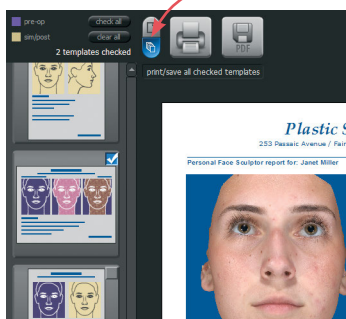 pre-op
check all
sim/post
clear all
2 templates checked
PDF
print/save all checked templates
Plastic S
253 Passaic Avenue / Fair
Personal Face Sculptor report for: Janet Miller